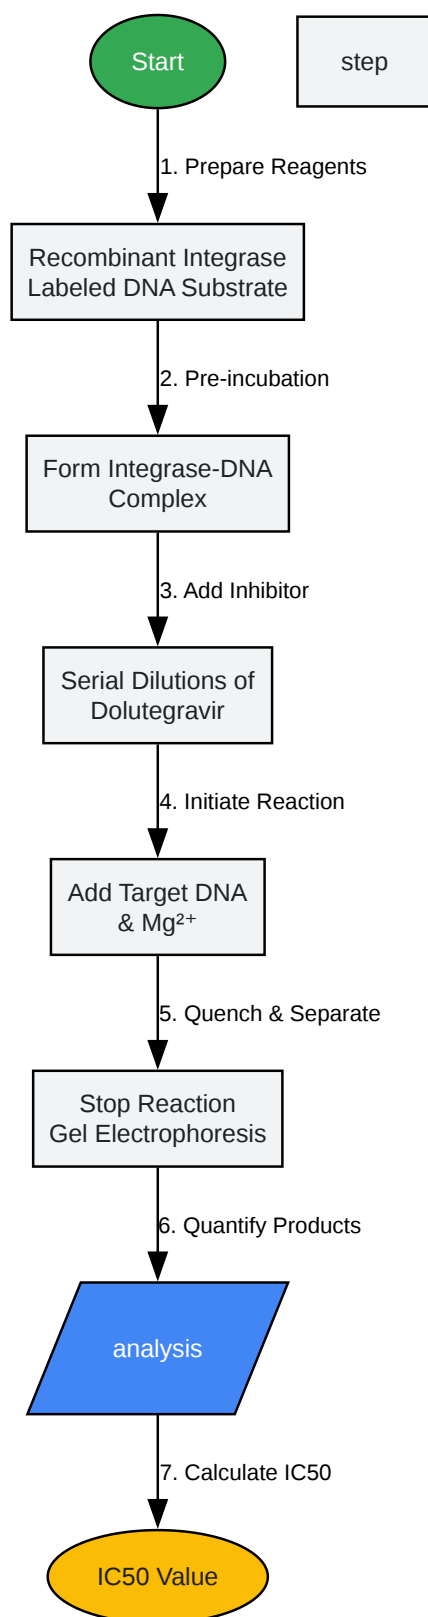 Start
step
1. Prepare Reagents
Recombinant Integrase
Labeled DNA Substrate
2. Pre-incubation
Form Integrase-DNA
Complex
3. Add Inhibitor
Serial Dilutions of
Dolutegravir
4. Initiate Reaction
Add Target DNA
& Mg²⁺
5. Quench & Separate
Stop Reaction
Gel Electrophoresis
6. Quantify Products
analysis
7. Calculate IC50
IC50 Value